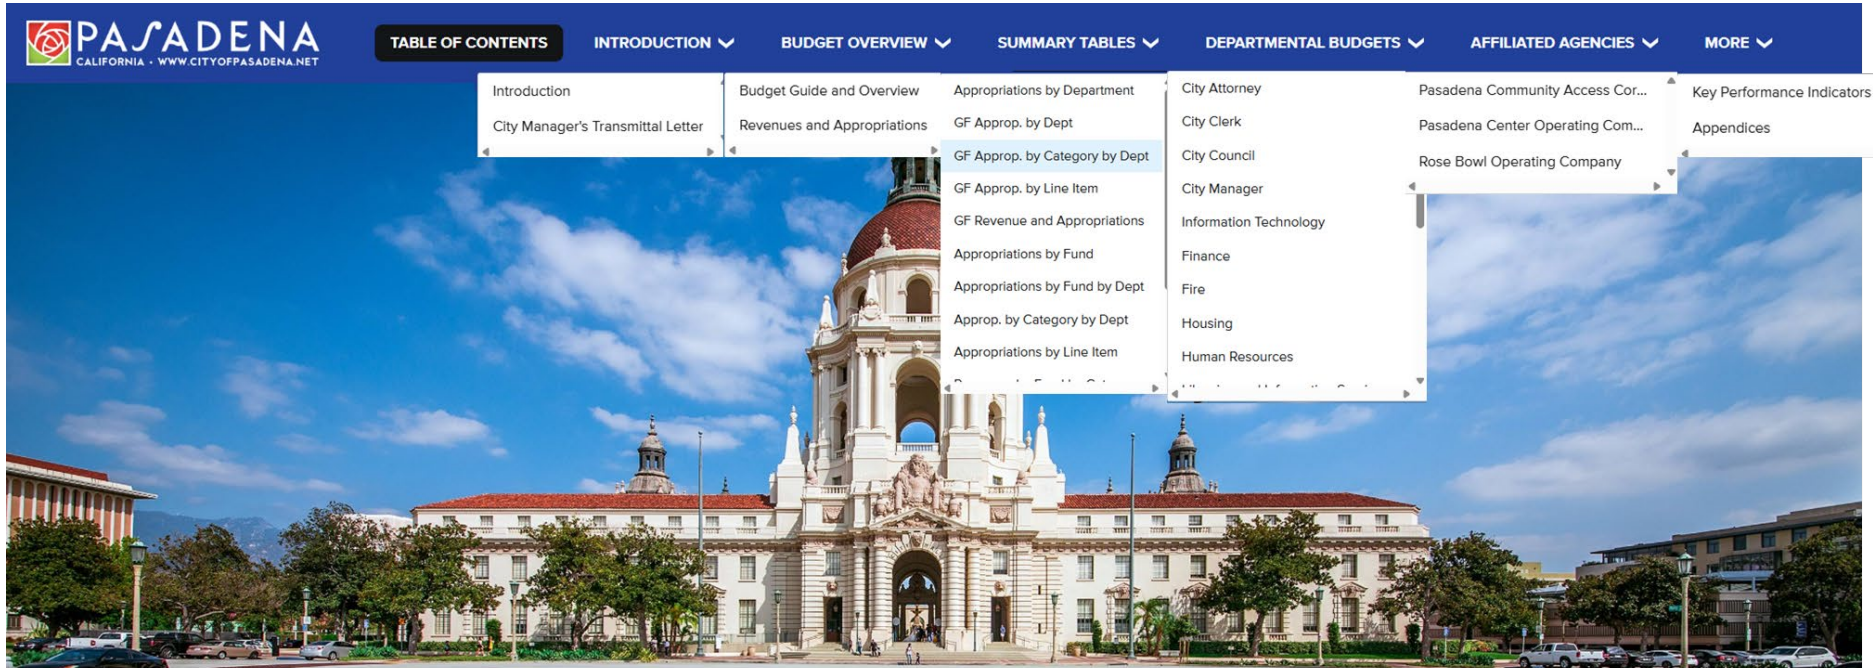 PASADENA
CALIFORNIA • WWW.CITYOFPASADENA.NET
TABLE OF CONTENTS
INTRODUCTION
BUDGET OVERVIEW
SUMMARY TABLES
DEPARTMENTAL BUDGETS
AFFILIATED AGENCIES
MORE
Introduction
City Manager's Transmittal Letter
Budget Guide and Overview
Revenues and Appropriations
Appropriations by Department
GF Approp. by Dept
GF Approp. by Category by Dept
GF Approp. by Line Item
GF Revenue and Appropriations
Appropriations by Fund
Appropriations by Fund by Dept
Approp. by Category by Dept
Appropriations by Line Item
City Attorney
City Clerk
City Council
City Manager
Information Technology
Finance
Fire
Housing
Human Resources
Pasadena Community Access Cor...
Pasadena Center Operating Com...
Rose Bowl Operating Company
Key Performance Indicators
Appendices